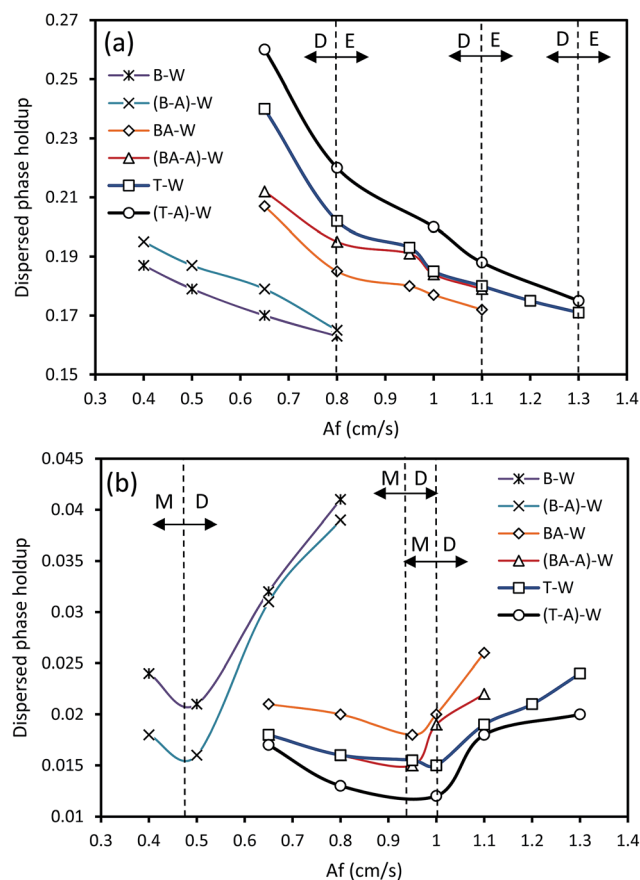 (a)
D E
D E
D E
B-W
(B-A)-W
BA-W
(BA-A)-W
T-W
(T-A)-W
Dispersed phase holdup
0.27
0.25
0.23
0.21
0.19
0.17
0.15
0.3 0.4 0.5 0.6 0.7 0.8 0.9 1 1.1 1.2 1.3 1.4
Af (cm/s)
(b)
M D
M D
M D
B-W
(B-A)-W
BA-W
(BA-A)-W
T-W
(T-A)-W
Dispersed phase holdup
0.045
0.04
0.035
0.03
0.025
0.02
0.015
0.01
0.3 0.4 0.5 0.6 0.7 0.8 0.9 1 1.1 1.2 1.3 1.4
Af (cm/s)